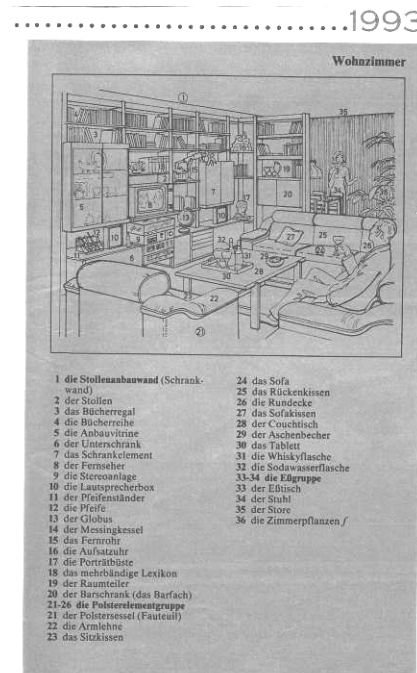 1993
Wohnzimmer
1 die Stollenanbauwand (Schrank-
wand)
2 der Stollen
3 das Bücherregal
4 die Bücherreihe
5 die Anbauvitrine
6 der Unterschrank
7 das Schrankelement
8 der Fernseher
9 die Stereoanlage
10 die Lautsprecherbox
11 der Pfeifenständer
12 die Pfeife
13 der Globus
14 der Messingkessel
15 das Fernrohr
16 die Aufsatzuhr
17 die Porträtbüste
18 das mehrbändige Lexikon
19 der Raumteiler
20 der Barschrank (das Barfach)
21-26 die Polsterelementgruppe
21 der Polstersessel (Fauteuil)
22 die Armlehne
23 das Sitzkissen
24 das Sofa
25 das Rückenkissen
26 die Rundecke
27 das Sofakissen
28 der Couchtisch
29 der Aschenbecher
30 das Tablett
31 die Whiskyflasche
32 die Sodawasserflasche
33-34 die Eßgruppe
33 der Eßtisch
34 der Stuhl
35 der Store
36 die Zimmerpflanzen f